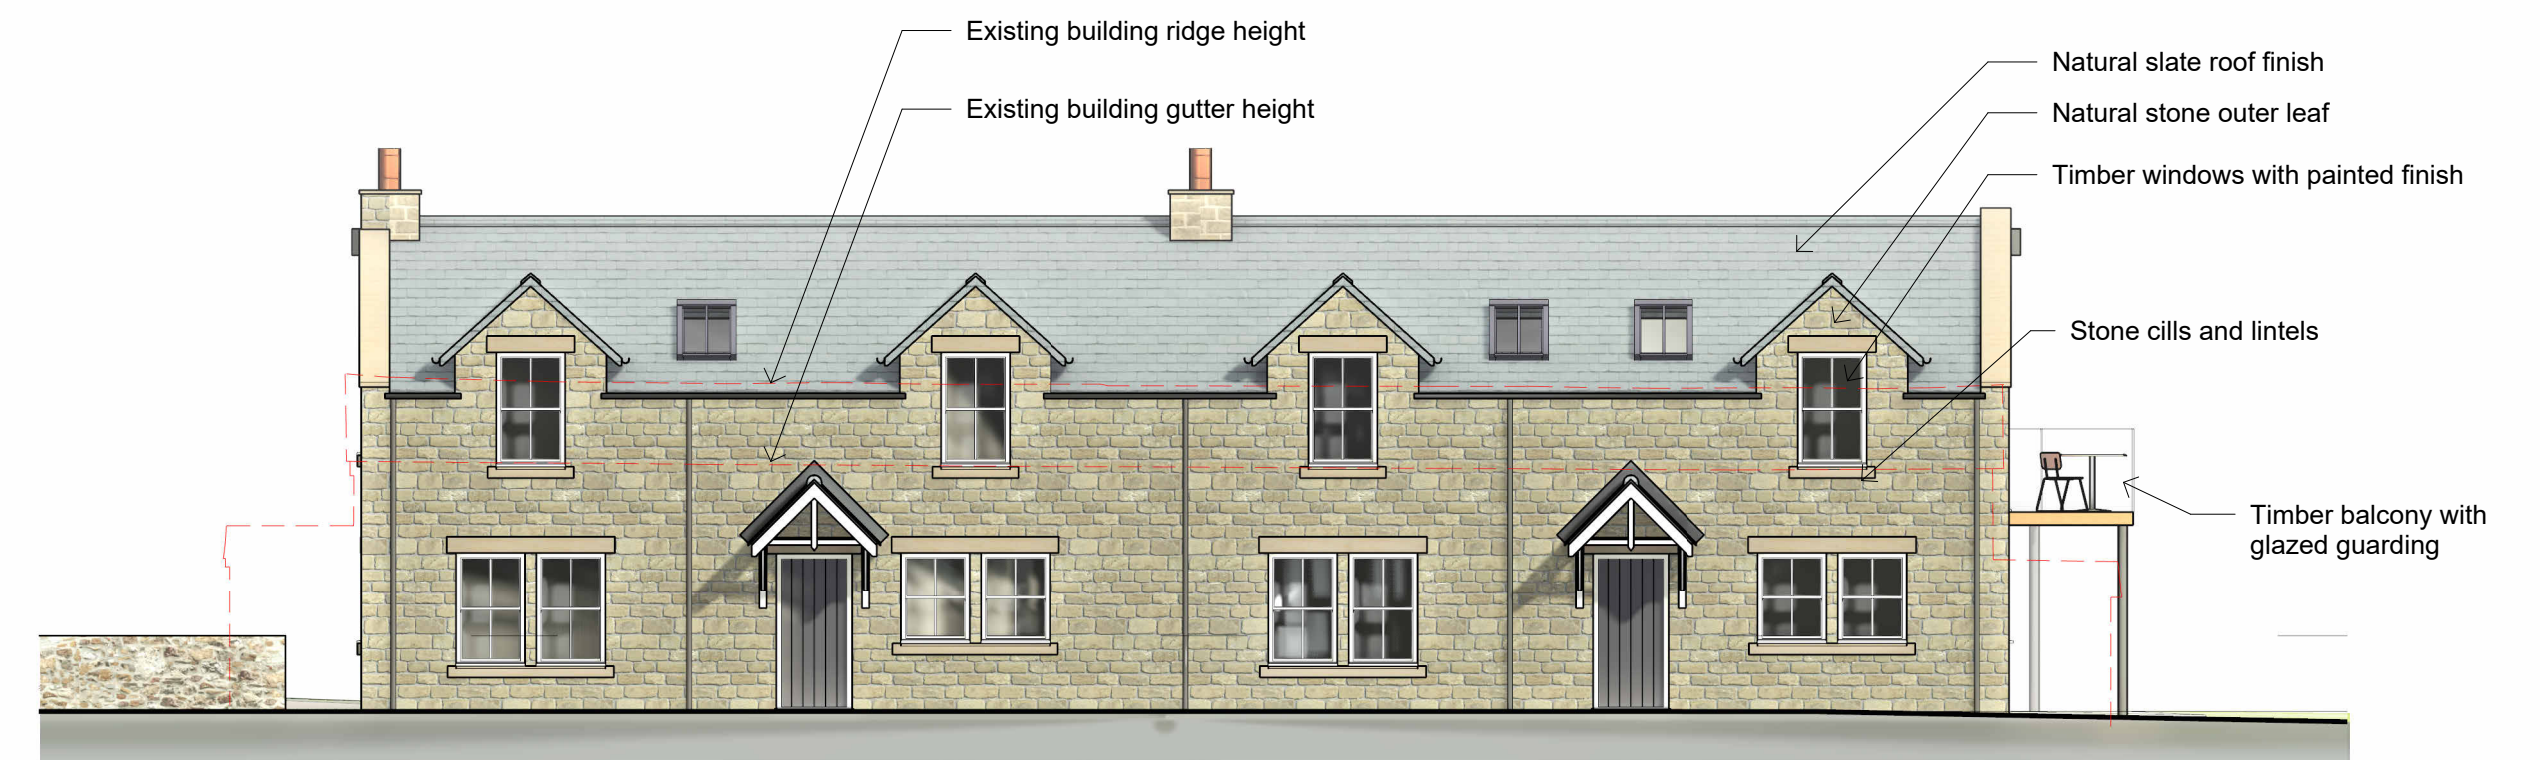 Existing building ridge height
Existing building gutter height
Natural slate roof finish
Natural stone outer leaf
Timber windows with painted finish
Stone cills and lintels
Timber balcony with
glazed guarding